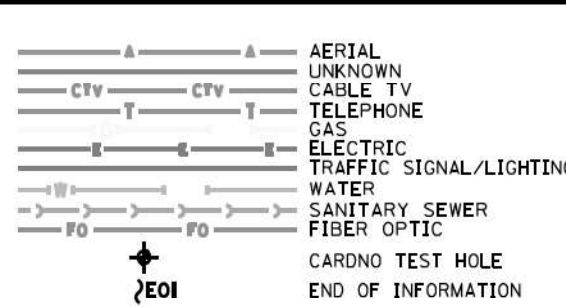 A A AERIAL
UNKNOWN
CTV CTV CABLE TV
T T TELEPHONE
GAS
E E E ELECTRIC
TRAFFIC SIGNAL/LIGHTING
W WATER
SANITARY SEWER
FO FO FIBER OPTIC
CARDNO TEST HOLE
EOI END OF INFORMATION